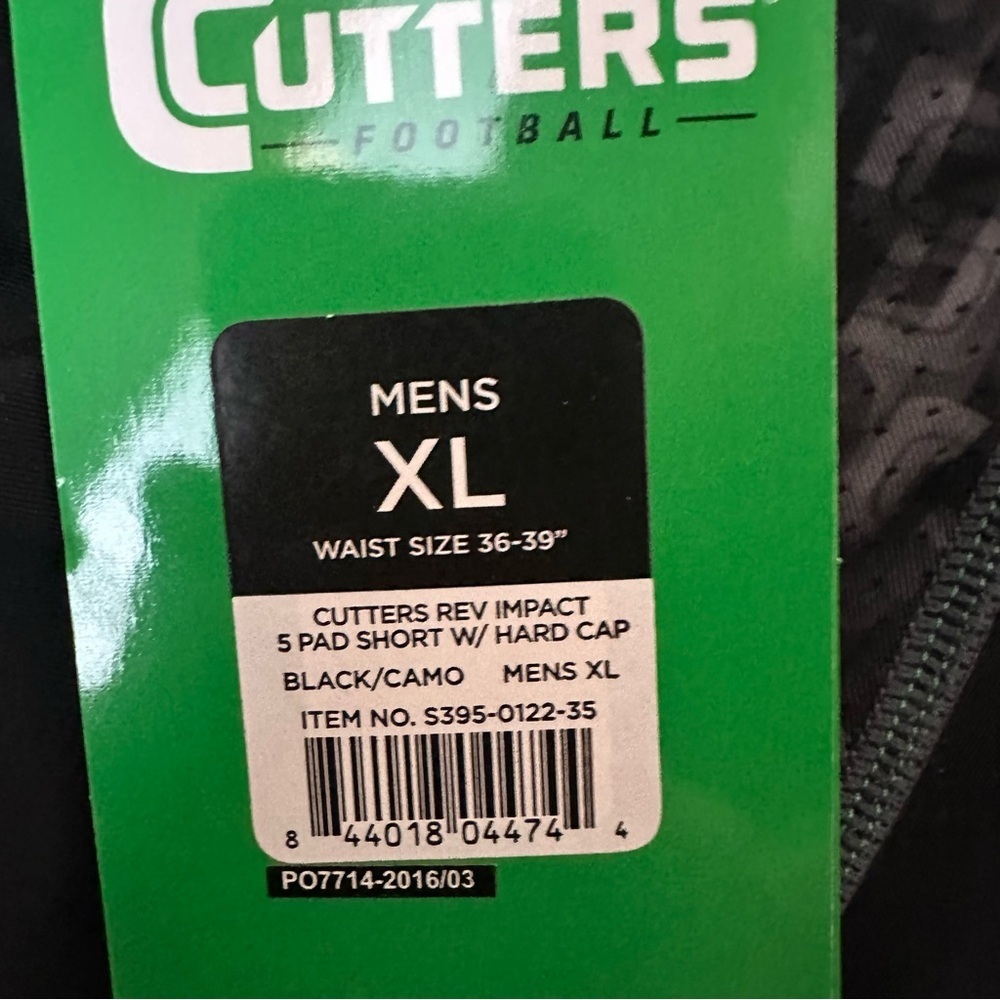 CUTTERS
FOOTBALL
MENS
XL
WAIST SIZE 36-39”
CUTTERS REV IMPACT
5 PAD SHORT W/ HARD CAP
BLACK/CAMO MENS XL
ITEM NO. S395-0122-35
8 44018 04474 4
PO7714-2016/03